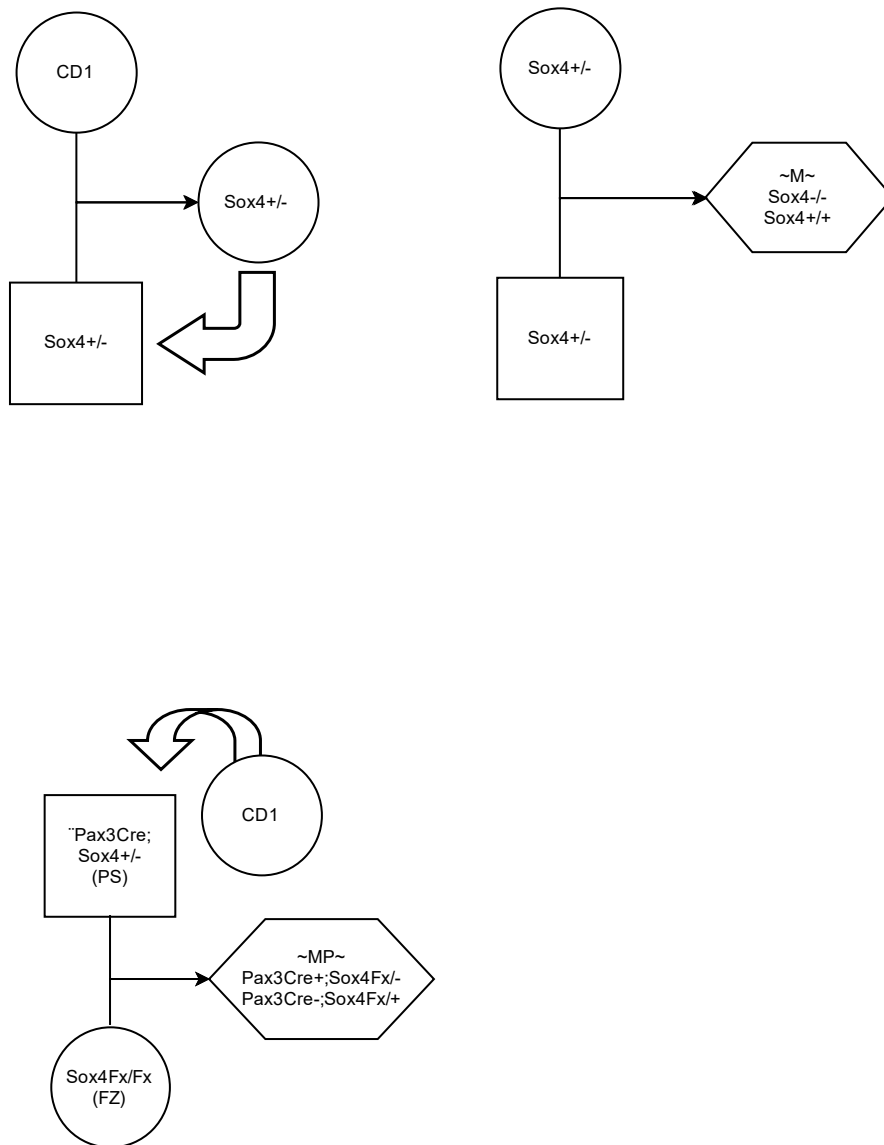 CD1
Sox4+/-
Sox4+/-
Sox4+/-
~M~
Sox4-/-
Sox4+/+
Sox4+/-
CD1
¨Pax3Cre;
Sox4+/-
(PS)
~MP~
Pax3Cre+;Sox4Fx/-
Pax3Cre-;Sox4Fx/+
Sox4Fx/Fx
(FZ)